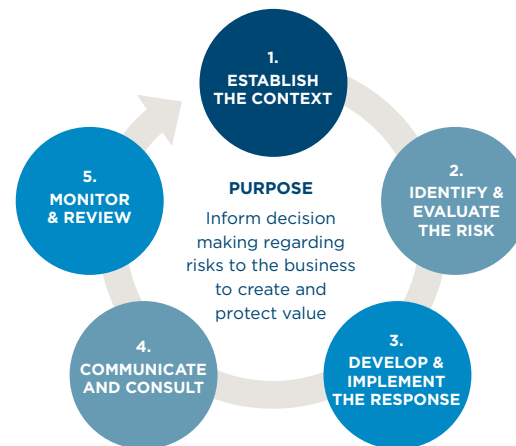 1.
ESTABLISH
THE CONTEXT
2.
IDENTIFY &
EVALUATE
THE RISK
3.
DEVELOP &
IMPLEMENT
THE RESPONSE
4.
COMMUNICATE
AND CONSULT
5.
MONITOR
& REVIEW
PURPOSE
Inform decision
making regarding
risks to the business
to create and
protect value